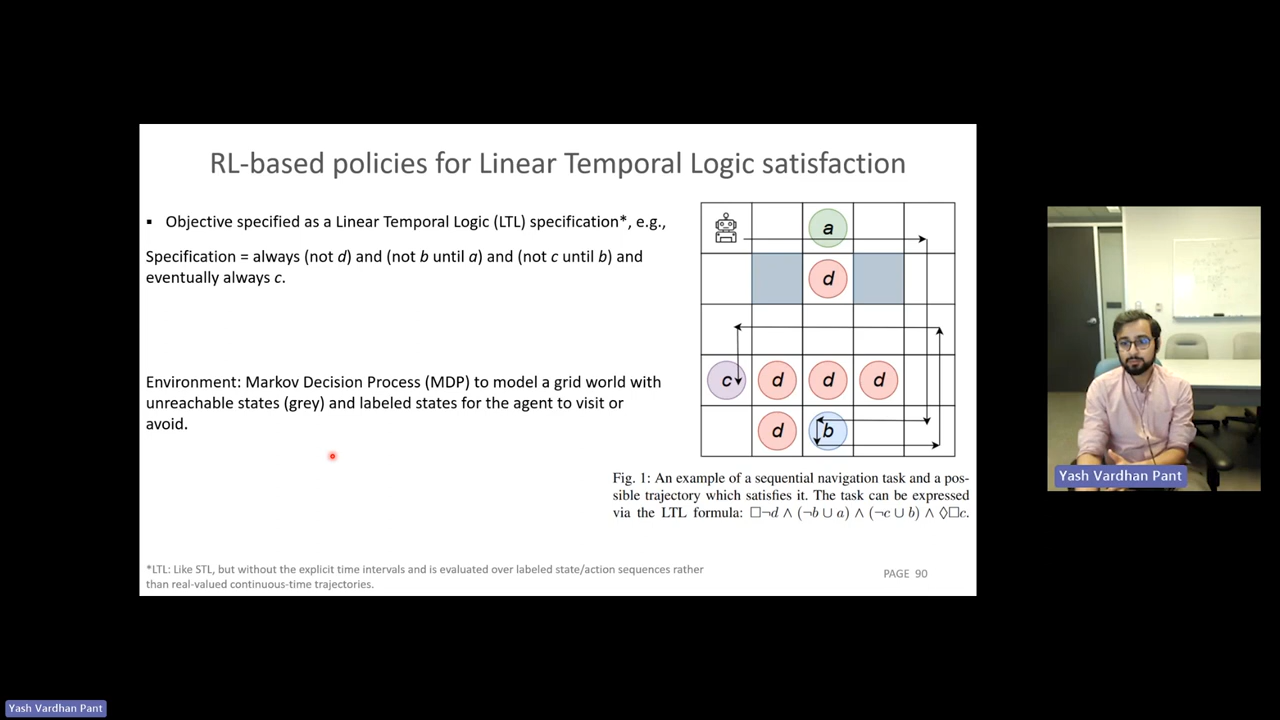 RL-based policies for Linear Temporal Logic satisfaction
▪ Objective specified as a Linear Temporal Logic (LTL) specification*, e.g.,
Specification = always (not d) and (not b until a) and (not c until b) and
eventually always c.
Environment: Markov Decision Process (MDP) to model a grid world with
unreachable states (grey) and labeled states for the agent to visit or
avoid.
a
d
c d d d
d b
Fig. 1: An example of a sequential navigation task and a pos-
sible trajectory which satisfies it. The task can be expressed
via the LTL formula: □¬d ∧ (¬b ∪ a) ∧ (¬c ∪ b) ∧ ◊□c.
*LTL: Like STL, but without the explicit time intervals and is evaluated over labeled state/action sequences rather
than real-valued continuous-time trajectories.
PAGE 90
Yash Vardhan Pant
Yash Vardhan Pant